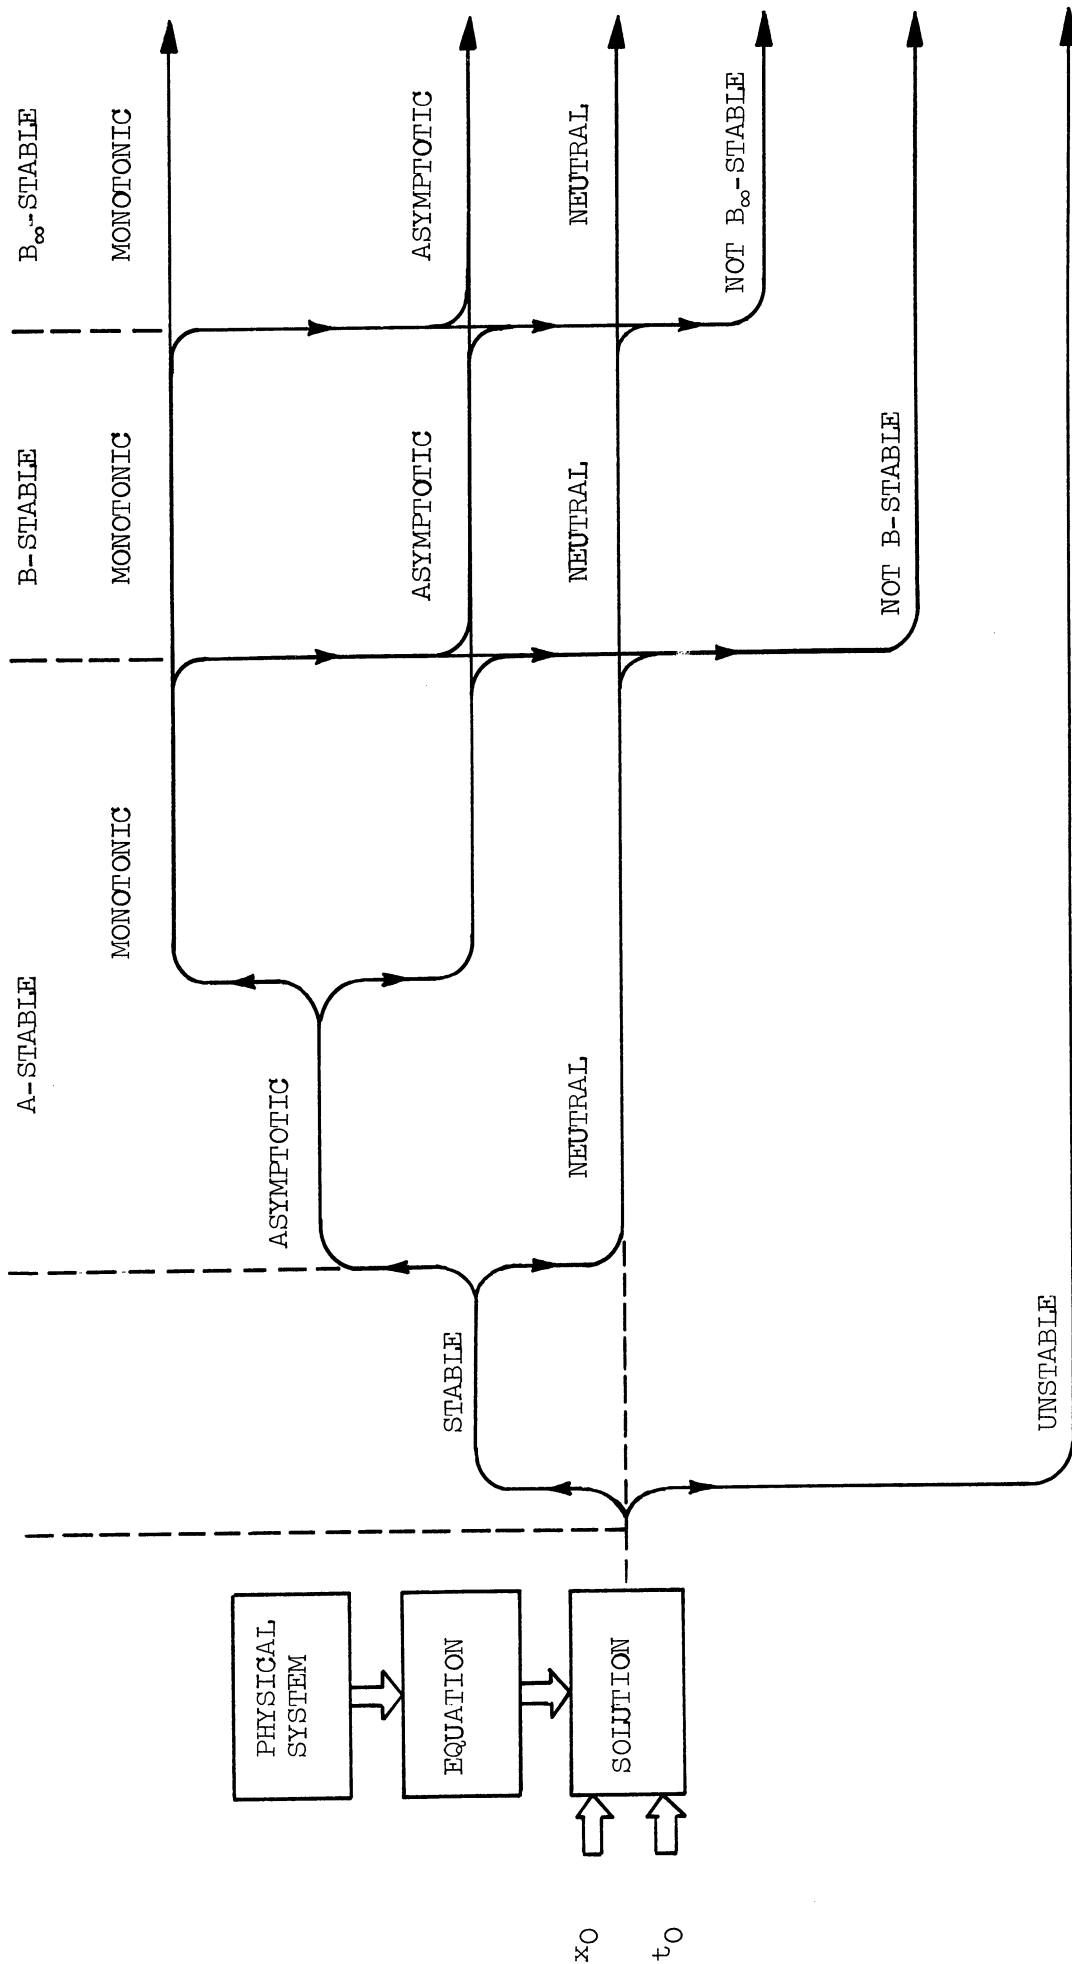 A-STABLE
B-STABLE
B∞-STABLE
MONOTONIC
MONOTONIC
MONOTONIC
ASYMPTOTIC
ASYMPTOTIC
ASYMPTOTIC
STABLE
NEUTRAL
NEUTRAL
NEUTRAL
NOT B∞-STABLE
NOT B-STABLE
UNSTABLE
PHYSICAL
SYSTEM
EQUATION
SOLUTION
x0
t0